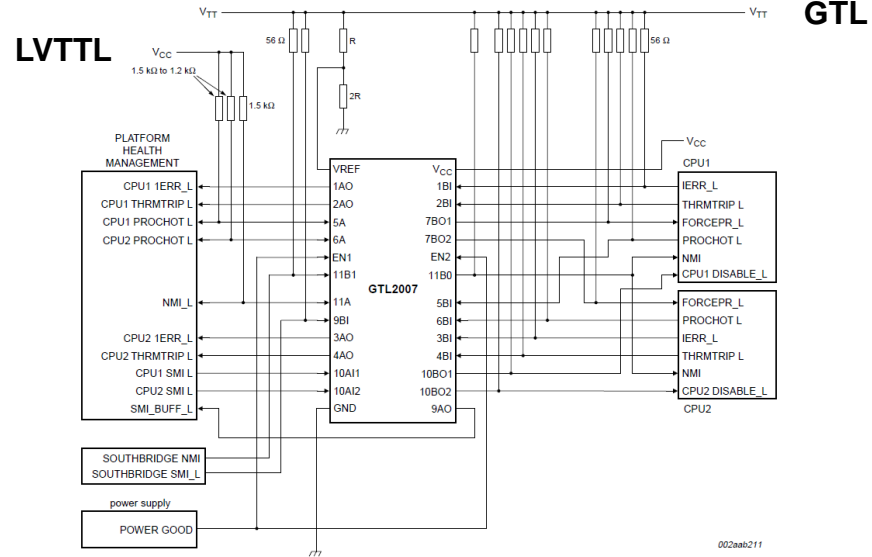 GTL
LVTTL
VTT
VTT
VCC
56 Ω
R
56 Ω
1.5 kΩ to 1.2 kΩ
2R
1.5 kΩ
PLATFORM
HEALTH
MANAGEMENT
CPU1 1ERR_L
CPU1 THRMTRIP L
CPU1 PROCHOT L
CPU2 PROCHOT L
NMI_L
CPU2 1ERR_L
CPU2 THRMTRIP L
CPU1 SMI L
CPU2 SMI L
SMI_BUFF_L
SOUTHBRIDGE NMI
SOUTHBRIDGE SMI_L
power supply
POWER GOOD
VREF
1AO
2AO
5A
6A
EN1
11B1
11A
9BI
3AO
4AO
10AI1
10AI2
GND
GTL2007
VCC
1BI
2BI
7BO1
7BO2
EN2
11B0
5BI
6BI
3BI
4BI
10BO1
10BO2
9AO
VCC
CPU1
IERR_L
THRMTRIP L
FORCEPR_L
PROCHOT L
NMI
CPU1 DISABLE_L
FORCEPR_L
PROCHOT L
IERR_L
THRMTRIP L
NMI
CPU2 DISABLE_L
CPU2
002aab211